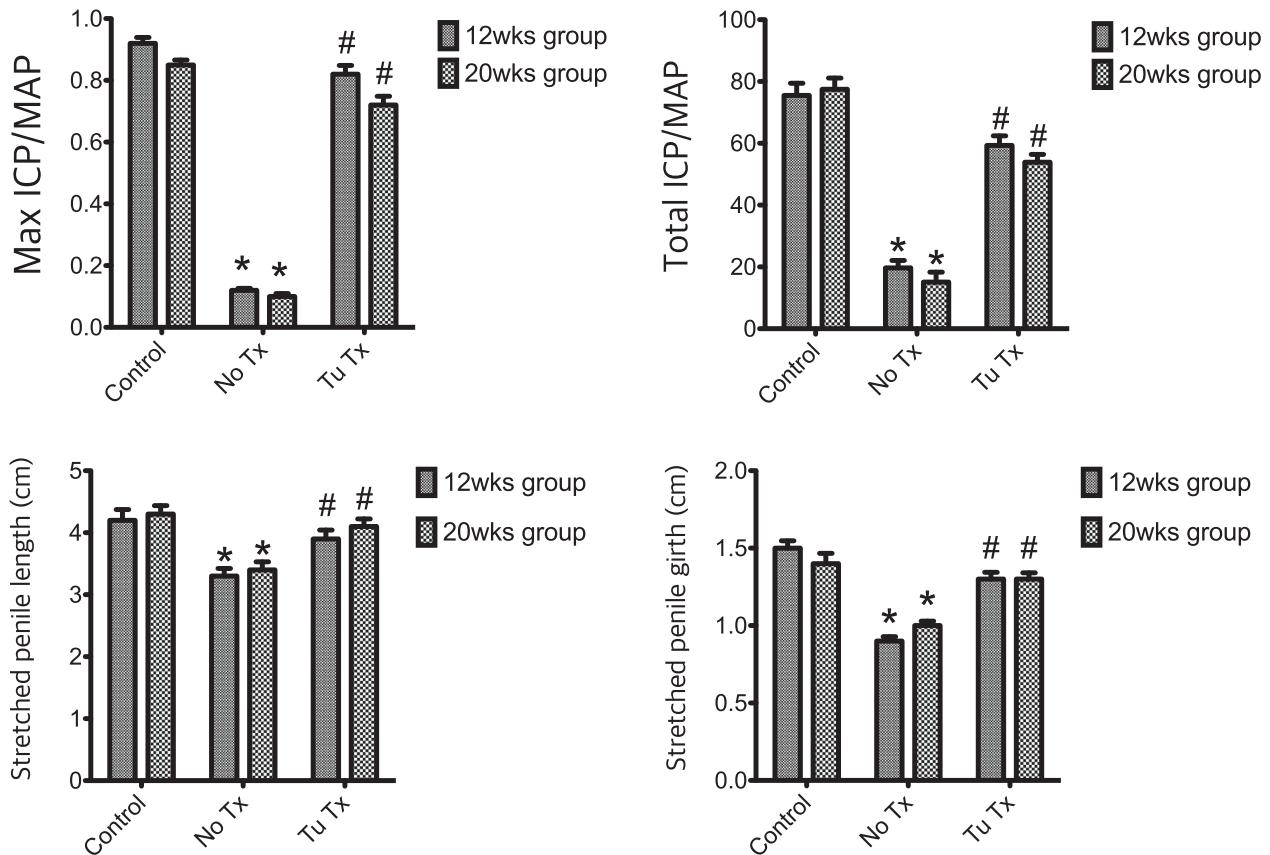 Max ICP/MAP
1.0
0.8
0.6
0.4
0.2
0.0
*
*
#
#
Control
No Tx
Tu Tx
12wks group
20wks group
Total ICP/MAP
100
80
60
40
20
0
*
*
#
#
Control
No Tx
Tu Tx
12wks group
20wks group
Stretched penile length (cm)
5
4
3
2
1
0
*
*
#
#
Control
No Tx
Tu Tx
12wks group
20wks group
Stretched penile girth (cm)
2.0
1.5
1.0
0.5
0.0
*
*
#
#
Control
No Tx
Tu Tx
12wks group
20wks group